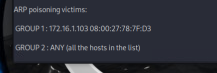 ARP poisoning victims:
GROUP 1 : 172.16.1.103 08:00:27:78:7F:D3
GROUP 2 : ANY (all the hosts in the list)